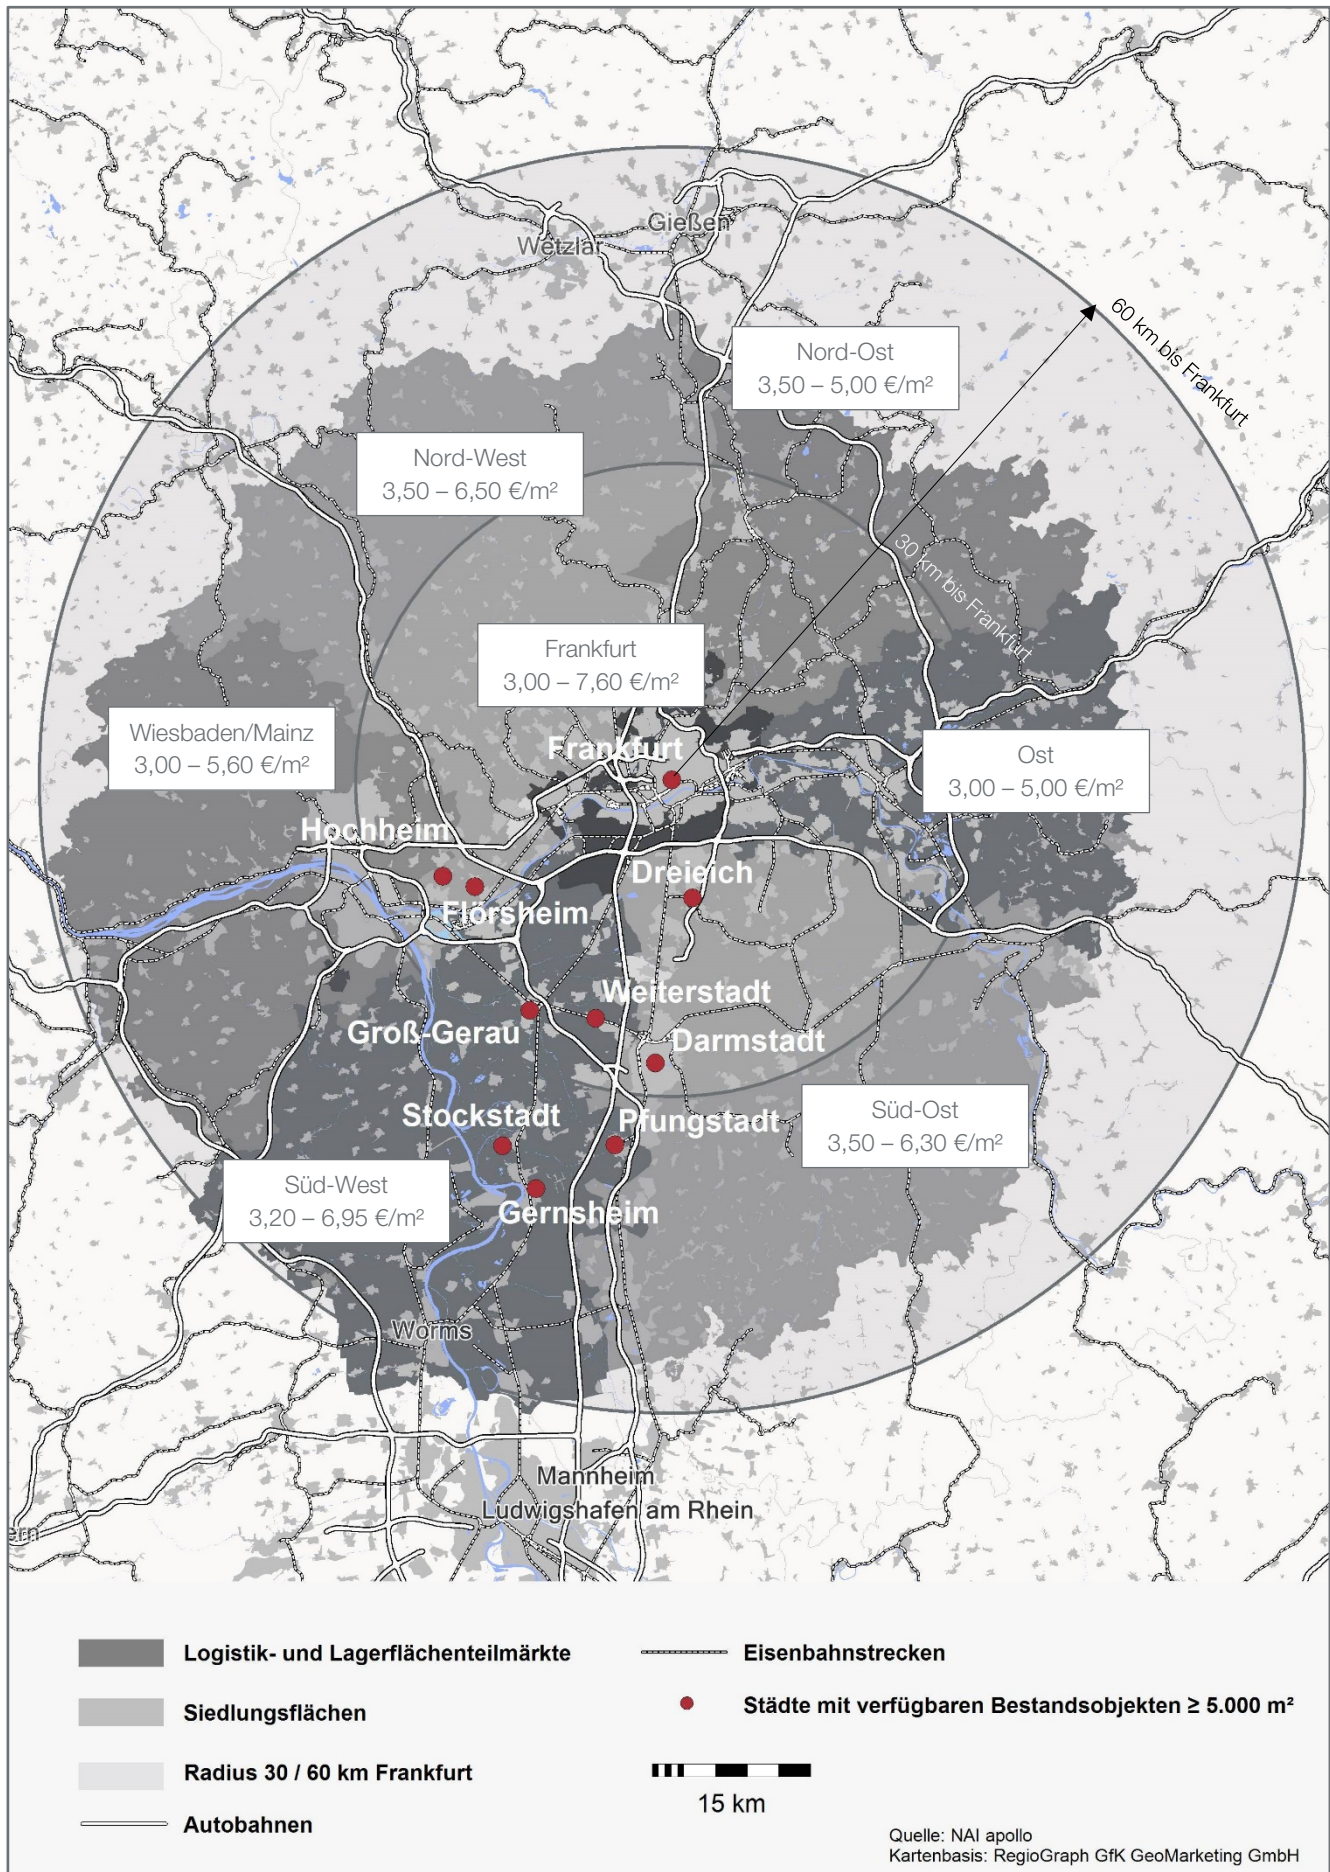 Gießen
Wetzlar
60 km bis Frankfurt
Nord-Ost
3,50 – 5,00 €/m²
Nord-West
3,50 – 6,50 €/m²
30 km bis Frankfurt
Frankfurt
3,00 – 7,60 €/m²
Wiesbaden/Mainz
3,00 – 5,60 €/m²
Frankfurt
Ost
3,00 – 5,00 €/m²
Hochheim
Dreieich
Flörsheim
Weiterstadt
Groß-Gerau
Darmstadt
Stockstadt
Pfungstadt
Süd-Ost
3,50 – 6,30 €/m²
Süd-West
3,20 – 6,95 €/m²
Gernsheim
Worms
Mannheim
Ludwigshafen am Rhein
ern
Logistik- und Lagerflächenteilmärkte
Eisenbahnstrecken
Siedlungsflächen
Städte mit verfügbaren Bestandsobjekten ≥ 5.000 m²
Radius 30 / 60 km Frankfurt
15 km
Autobahnen
Quelle: NAI apollo
Kartenbasis: RegioGraph GfK GeoMarketing GmbH